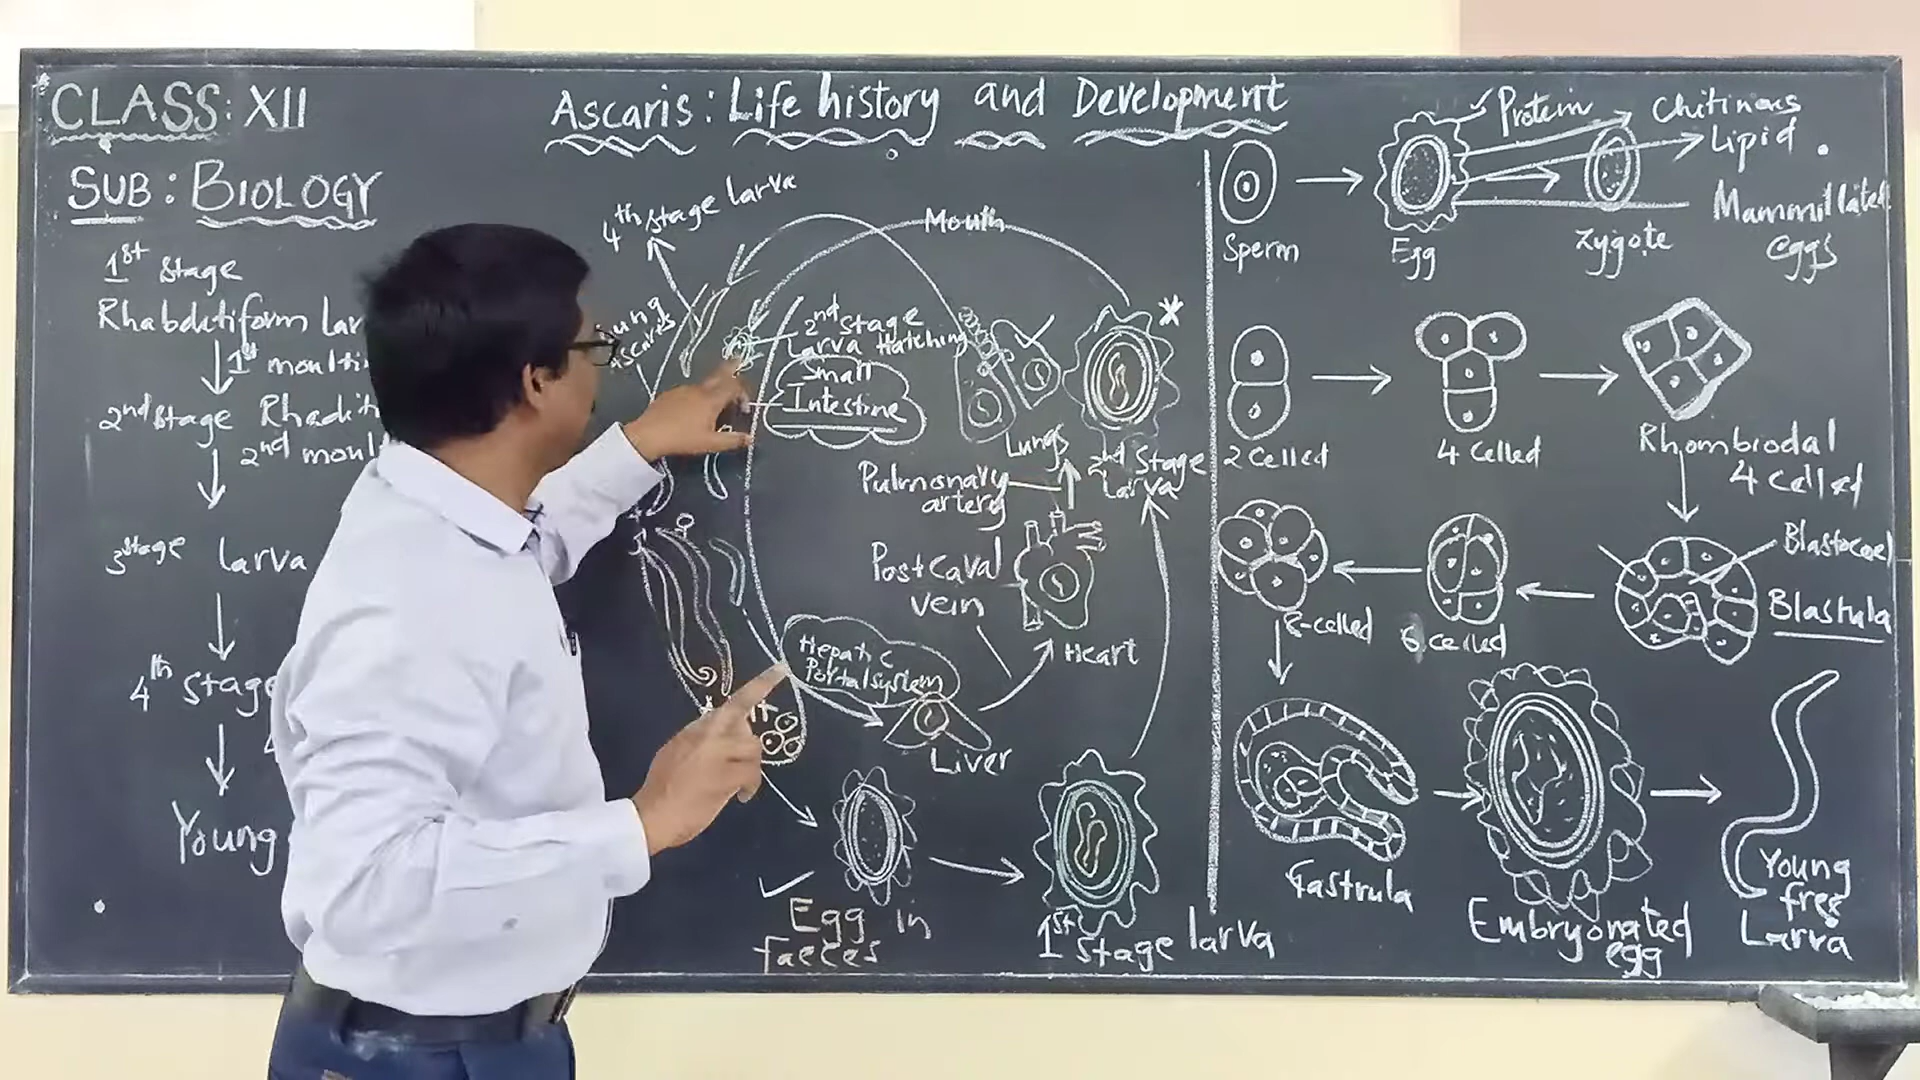 CLASS: XII
SUB: BIOLOGY
Ascaris: Life history and Development
1st stage
Rhabditiform lar
1st moulti
2nd stage Rhadit
2nd moul
3stage larva
4th stage
Young
4th stage larva
Mouth
2nd stage
Larva Hatching
Small
Intestine
Lungs
Pulmonary
artery
2nd stage
Larva
Postcaval
vein
Heart
Hepatic
Portal system
Liver
Egg in
faeces
1st stage larva
Protein
Chitinous
Lipid
Mammillated
eggs
Sperm
Egg
Zygote
2 celled
4 celled
Rhombiodal
4 celled
Blastocoel
Blastula
6 celled
8-celled
Gastrula
Embryonated
egg
Young
free
Larva